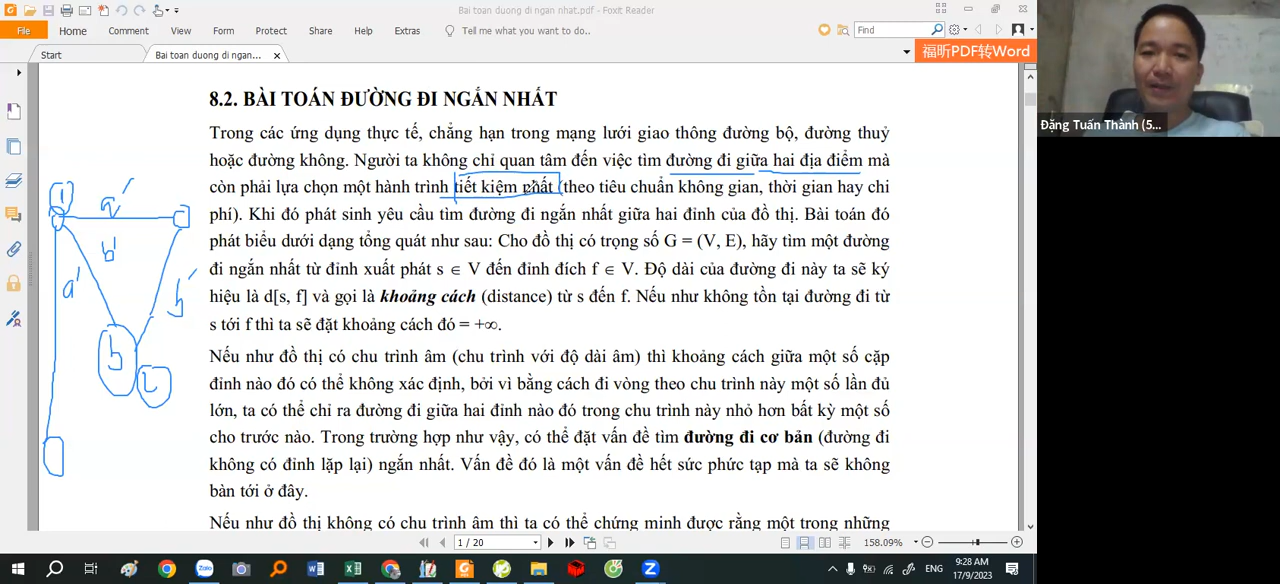 Bai toan duong di ngan nhat.pdf - Foxit Reader
File Home Comment View Form Protect Share Help Extras Tell me what you want to do.. Find
Start Bai toan duong di ngan... 福昕PDF转Word
8.2. BÀI TOÁN ĐƯỜNG ĐI NGẮN NHẤT
Trong các ứng dụng thực tế, chẳng hạn trong mạng lưới giao thông đường bộ, đường thuỷ
hoặc đường không. Người ta không chỉ quan tâm đến việc tìm đường đi giữa hai địa điểm mà
còn phải lựa chọn một hành trình tiết kiệm nhất (theo tiêu chuẩn không gian, thời gian hay chi
phí). Khi đó phát sinh yêu cầu tìm đường đi ngắn nhất giữa hai đỉnh của đồ thị. Bài toán đó
phát biểu dưới dạng tổng quát như sau: Cho đồ thị có trọng số G = (V, E), hãy tìm một đường
đi ngắn nhất từ đỉnh xuất phát s ∈ V đến đỉnh đích f ∈ V. Độ dài của đường đi này ta sẽ ký
hiệu là d[s, f] và gọi là khoảng cách (distance) từ s đến f. Nếu như không tồn tại đường đi từ
s tới f thì ta sẽ đặt khoảng cách đó = +∞.
Nếu như đồ thị có chu trình âm (chu trình với độ dài âm) thì khoảng cách giữa một số cặp
đỉnh nào đó có thể không xác định, bởi vì bằng cách đi vòng theo chu trình này một số lần đủ
lớn, ta có thể chỉ ra đường đi giữa hai đỉnh nào đó trong chu trình này nhỏ hơn bất kỳ một số
cho trước nào. Trong trường hợp như vậy, có thể đặt vấn đề tìm đường đi cơ bản (đường đi
không có đỉnh lặp lại) ngắn nhất. Vấn đề đó là một vấn đề hết sức phức tạp mà ta sẽ không
bàn tới ở đây.
Nếu như đồ thị không có chu trình âm thì ta có thể chứng minh được rằng một trong những
1
b'
a'
b
Đặng Tuấn Thành (5...
1 / 20 158.09%
ENG 9:28 AM
17/9/2023
Zalo